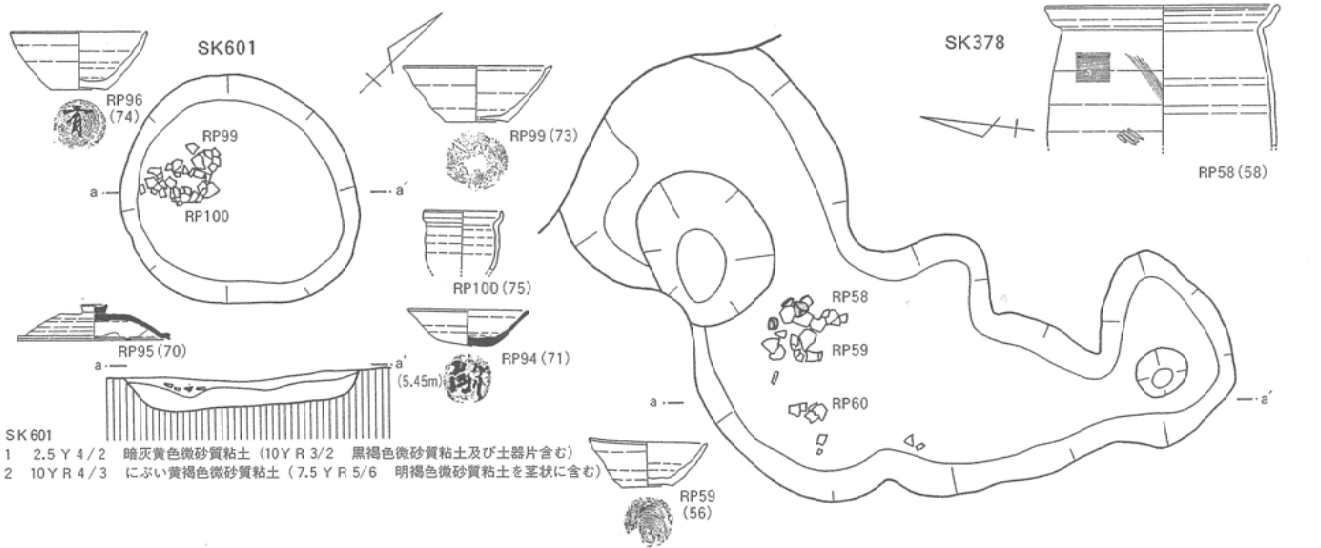 SK601
RP96
(74)
RP99
RP100
a
a′
RP99(73)
RP100(75)
RP95(70)
RP94(71)
a
a′
(5.45m)
SK601
1 2.5Y4/2 暗灰黄色微砂質粘土(10YR3/2 黒褐色微砂質粘土及び土器片含む)
2 10YR4/3 にぶい黄褐色微砂質粘土(7.5YR5/6 明褐色微砂質粘土を茎状に含む)
SK378
RP58(58)
RP58
RP59
RP60
a
a′
RP59
(56)